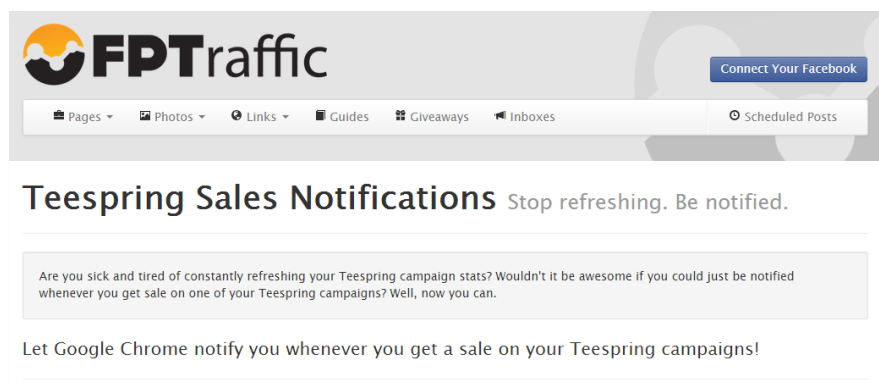 FPTraffic
Connect Your Facebook
Pages Photos Links Guides Giveaways Inboxes Scheduled Posts
Teespring Sales Notifications Stop refreshing. Be notified.
Are you sick and tired of constantly refreshing your Teespring campaign stats? Wouldn't it be awesome if you could just be notified
whenever you get sale on one of your Teespring campaigns? Well, now you can.
Let Google Chrome notify you whenever you get a sale on your Teespring campaigns!